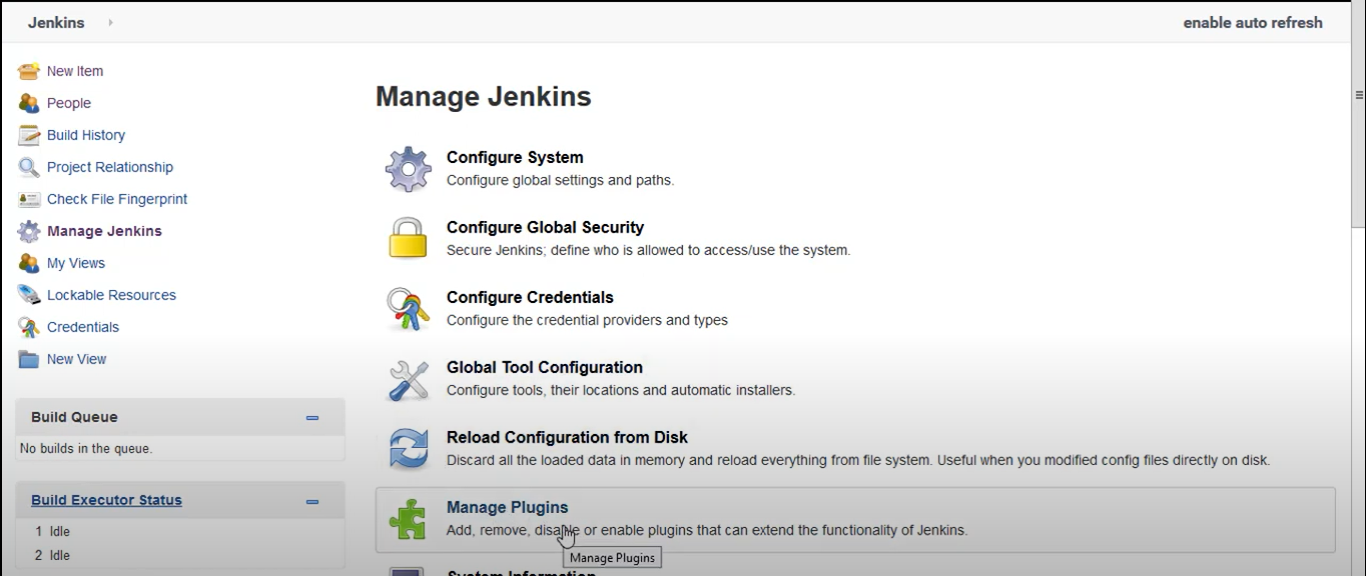 Jenkins
enable auto refresh
New Item
People
Build History
Project Relationship
Check File Fingerprint
Manage Jenkins
My Views
Lockable Resources
Credentials
New View
Build Queue
No builds in the queue.
Build Executor Status
1 Idle
2 Idle
Manage Jenkins
Configure System
Configure global settings and paths.
Configure Global Security
Secure Jenkins; define who is allowed to access/use the system.
Configure Credentials
Configure the credential providers and types
Global Tool Configuration
Configure tools, their locations and automatic installers.
Reload Configuration from Disk
Discard all the loaded data in memory and reload everything from file system. Useful when you modified config files directly on disk.
Manage Plugins
Add, remove, disable or enable plugins that can extend the functionality of Jenkins.
Manage Plugins
System Information